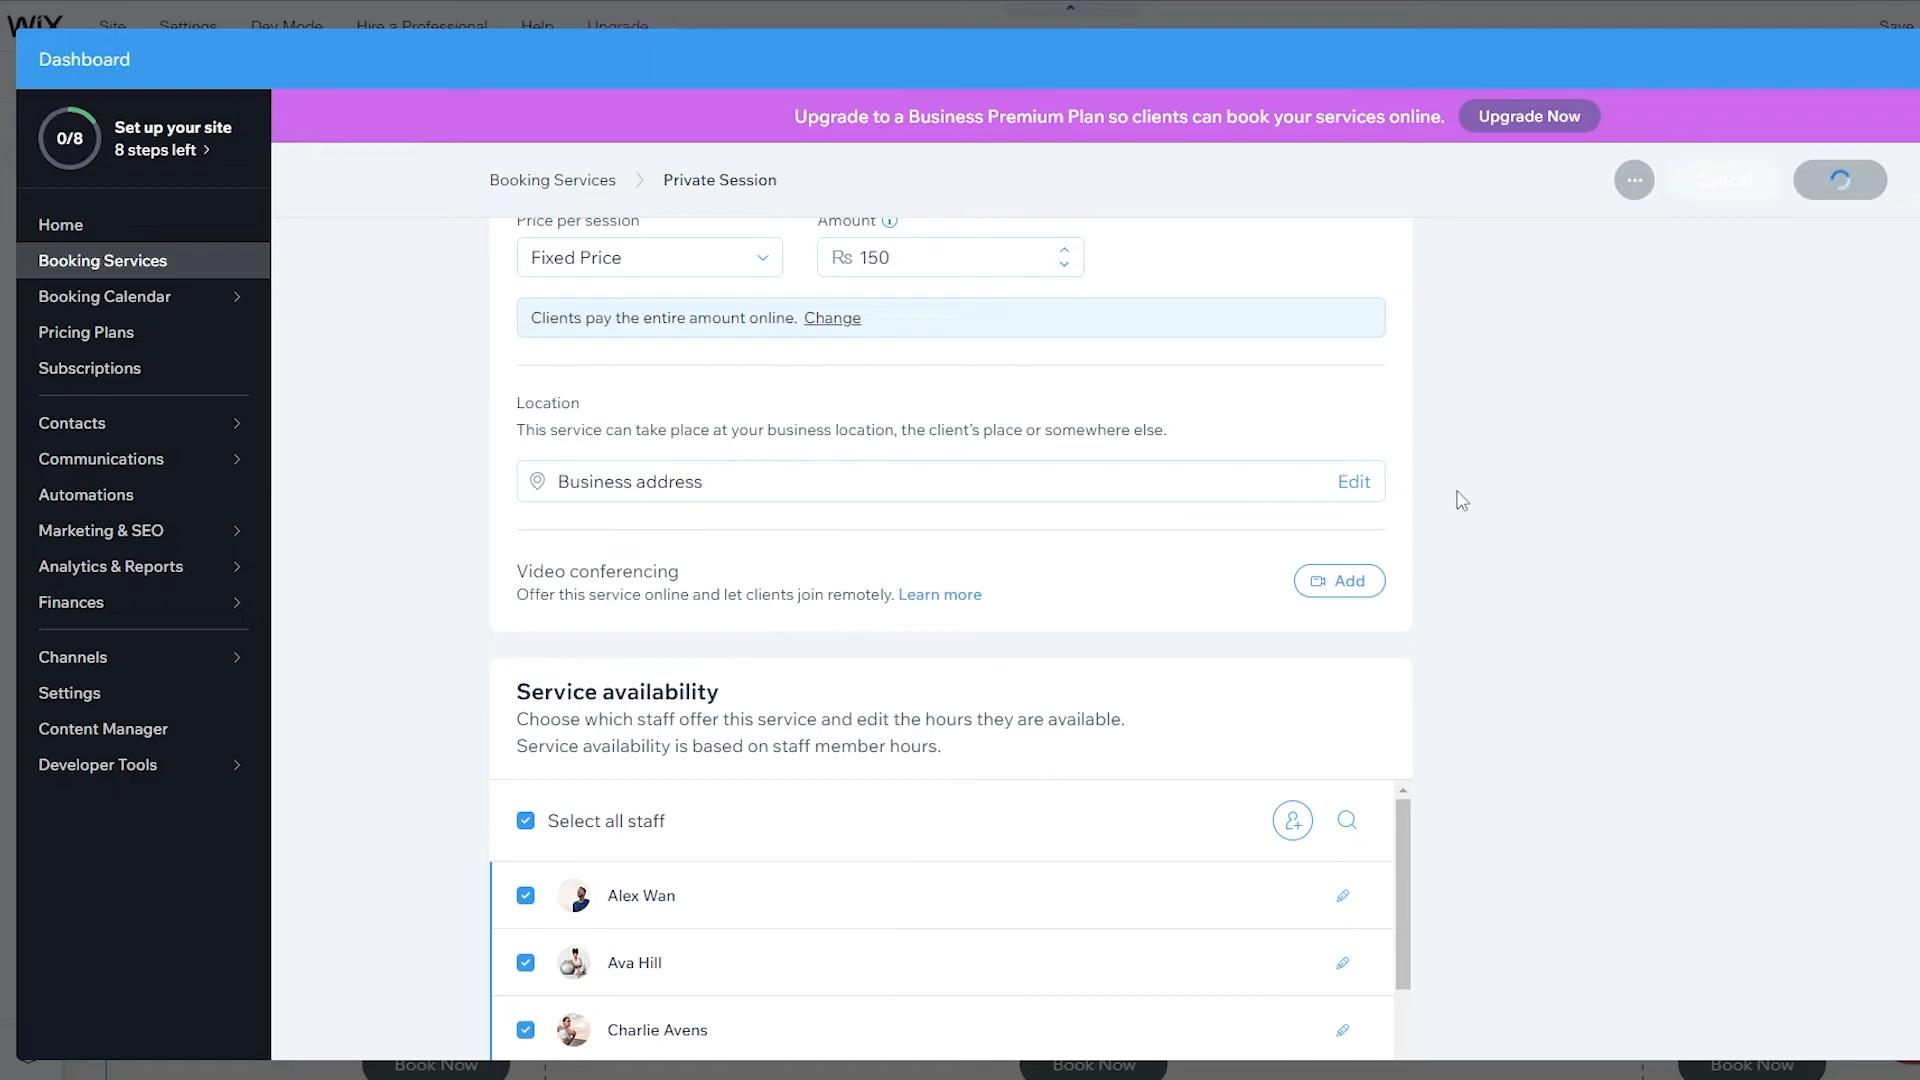 WIX Site Settings Dev Mode Hire a Professional Help Upgrade Save
Dashboard
0/8
Set up your site
8 steps left
Upgrade to a Business Premium Plan so clients can book your services online. Upgrade Now
Booking Services Private Session
Cancel
Home
Booking Services
Booking Calendar
Pricing Plans
Subscriptions
Contacts
Communications
Automations
Marketing & SEO
Analytics & Reports
Finances
Channels
Settings
Content Manager
Developer Tools
Price per session Amount
Fixed Price Rs 150
Clients pay the entire amount online. Change
Location
This service can take place at your business location, the client's place or somewhere else.
Business address Edit
Video conferencing
Offer this service online and let clients join remotely. Learn more
Add
Service availability
Choose which staff offer this service and edit the hours they are available.
Service availability is based on staff member hours.
Select all staff
Alex Wan
Ava Hill
Charlie Avens
Book Now Book Now Book Now